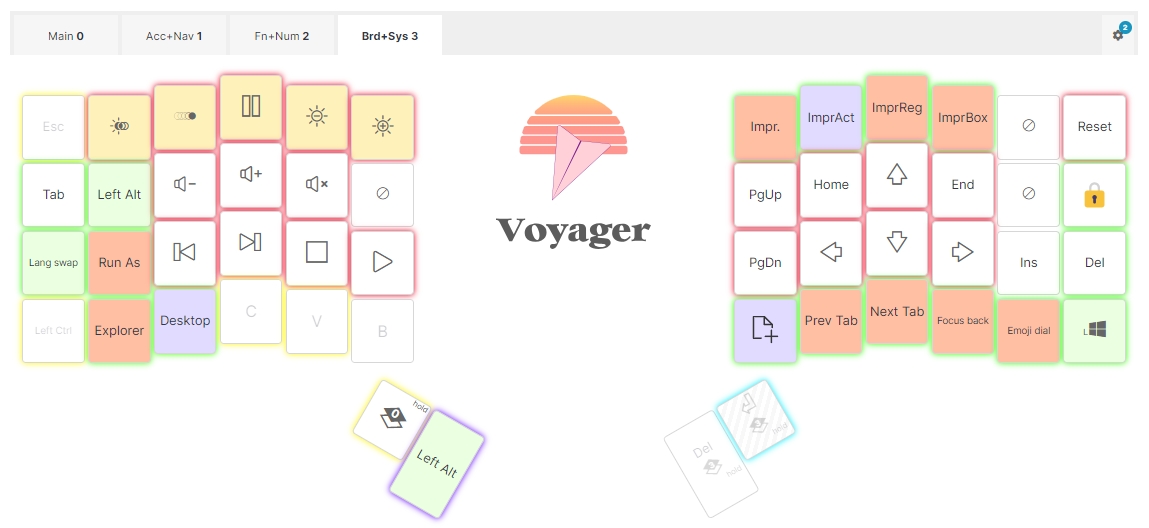 Main 0 Acc+Nav 1 Fn+Num 2 Brd+Sys 3 2
Esc Impr. ImprAct ImprReg ImprBox Reset
Tab Left Alt PgUp Home End
Lang swap Run As PgDn Ins Del
Left Ctrl Explorer Desktop C V B Prev Tab Next Tab Focus back Emoji dial L
Voyager
0 hold
Left Alt
Del 3 hold
3 hold